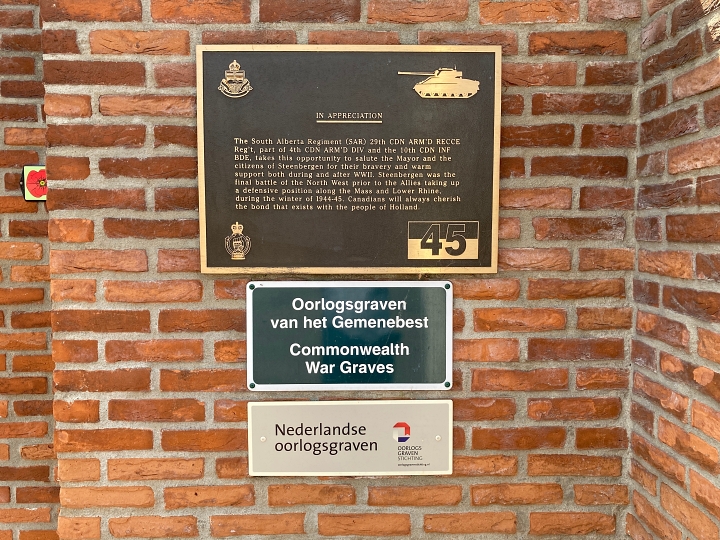 IN APPRECIATION
The South Alberta Regiment (SAR) 29th CDN ARM'D RECCE
Reg't, part of 4th CDN ARM'D DIV and the 10th CDN INF
BDE, takes this opportunity to salute the Mayor and the
citizens of Steenbergen for their bravery and warm
support both during and after WWII. Steenbergen was the
final battle of the North West prior to the Allies taking up
a defensive position along the Mass and Lower Rhine,
during the winter of 1944-45. Canadians will always cherish
the bond that exists with the people of Holland.
45
Oorlogsgraven
van het Gemenebest
Commonwealth
War Graves
Nederlandse
oorlogsgraven
OORLOGS
GRAVEN
STICHTING
oorlogsgravenstichting.nl